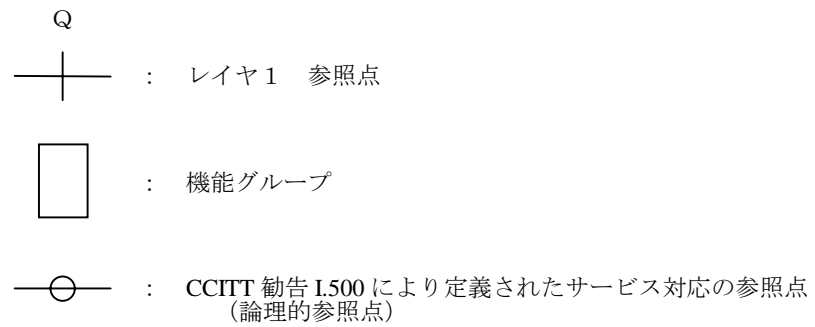 Q
: レイヤ1 参照点
: 機能グループ
: CCITT 勧告 I.500 により定義されたサービス対応の参照点
(論理的参照点)